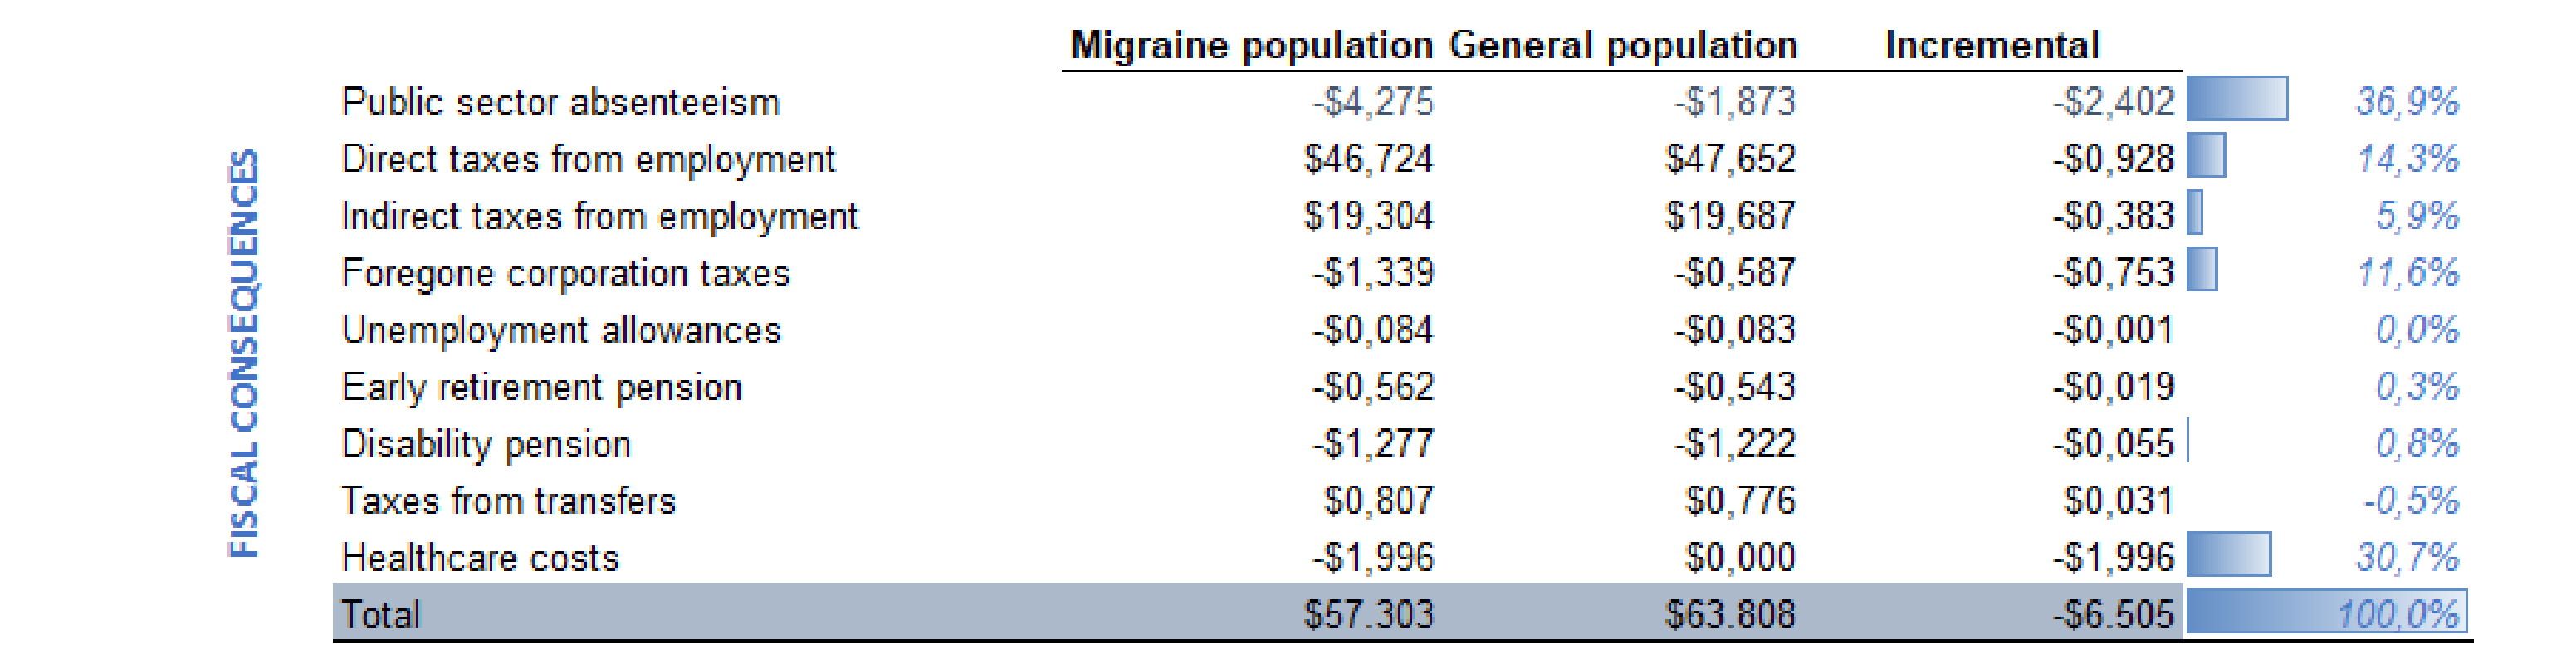 Migraine population General population Incremental
Public sector absenteeism -$4,275 -$1,873 -$2,402 36,9%
Direct taxes from employment $46,724 $47,652 -$0,928 14,3%
Indirect taxes from employment $19,304 $19,687 -$0,383 5,9%
Foregone corporation taxes -$1,339 -$0,587 -$0,753 11,6%
Unemployment allowances -$0,084 -$0,083 -$0,001 0,0%
Early retirement pension -$0,562 -$0,543 -$0,019 0,3%
Disability pension -$1,277 -$1,222 -$0,055 0,8%
Taxes from transfers $0,807 $0,776 $0,031 -0,5%
Healthcare costs -$1,996 $0,000 -$1,996 30,7%
Total $57.303 $63.808 -$6.505 100,0%
FISCAL CONSEQUENCES